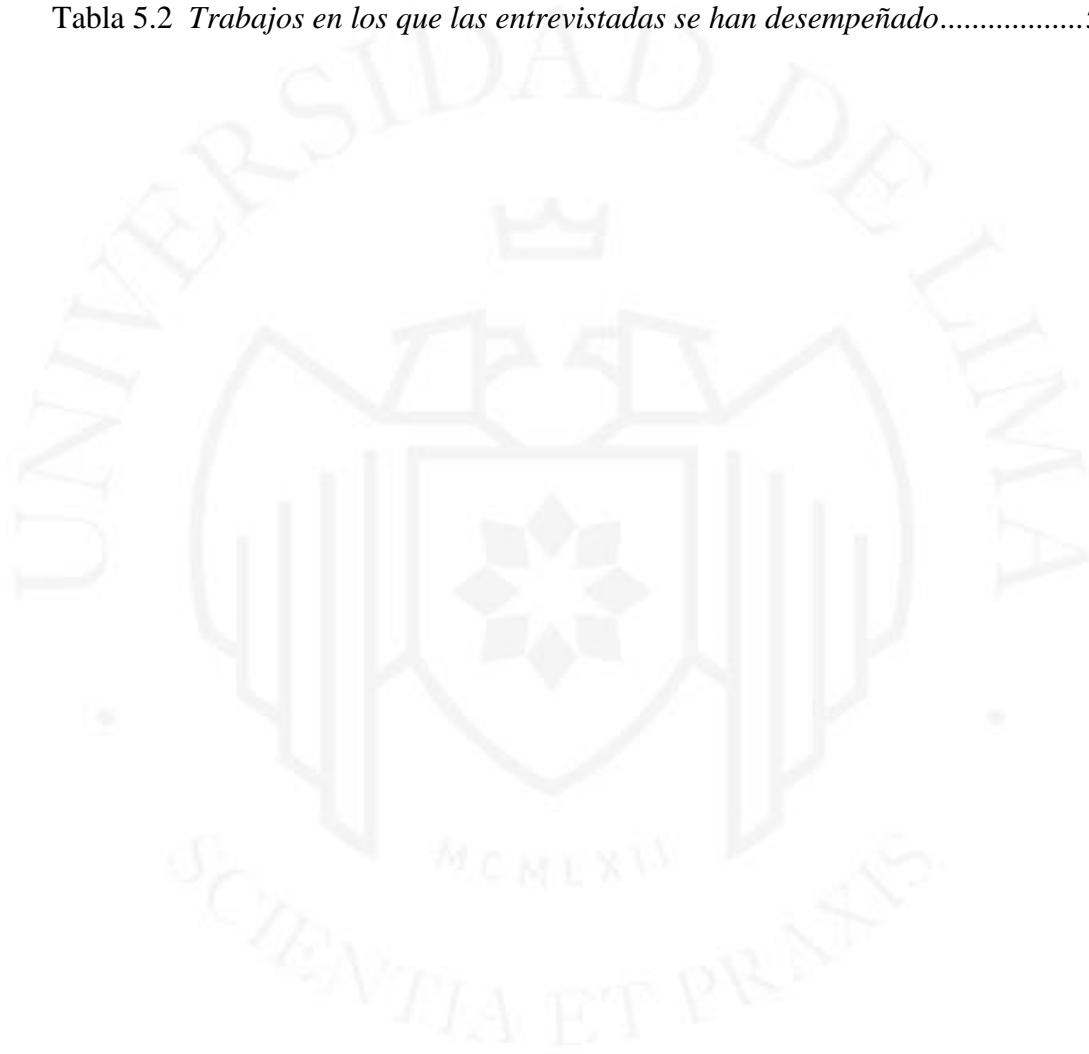 Tabla 5.2 Trabajos en los que las entrevistadas se han desempeñado..................
UNIVERSIDAD DE LIMA
MCMLXII
SCIENTIA ET PRAXIS